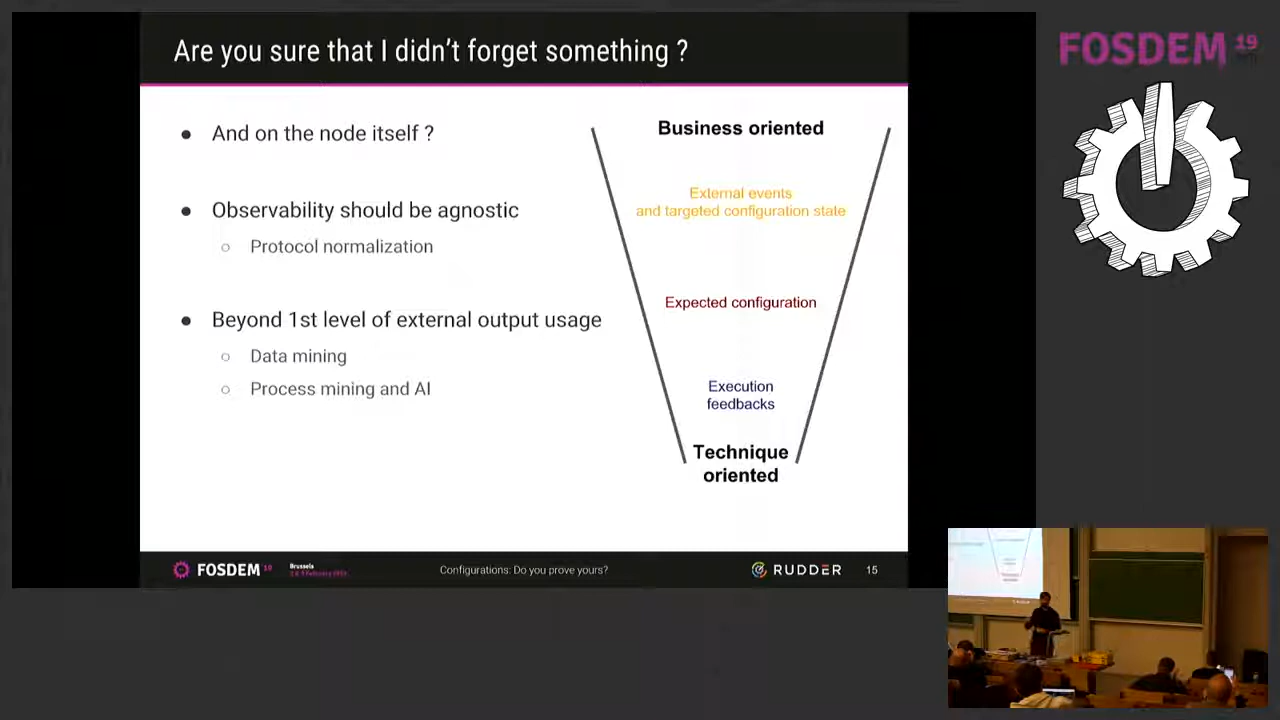 Are you sure that I didn't forget something ?
● And on the node itself ?
● Observability should be agnostic
○ Protocol normalization
● Beyond 1st level of external output usage
○ Data mining
○ Process mining and AI
Business oriented
External events
and targeted configuration state
Expected configuration
Execution
feedbacks
Technique
oriented
FOSDEM 19
Brussels
Configurations: Do you prove yours?
RUDDER
15
FOSDEM 19